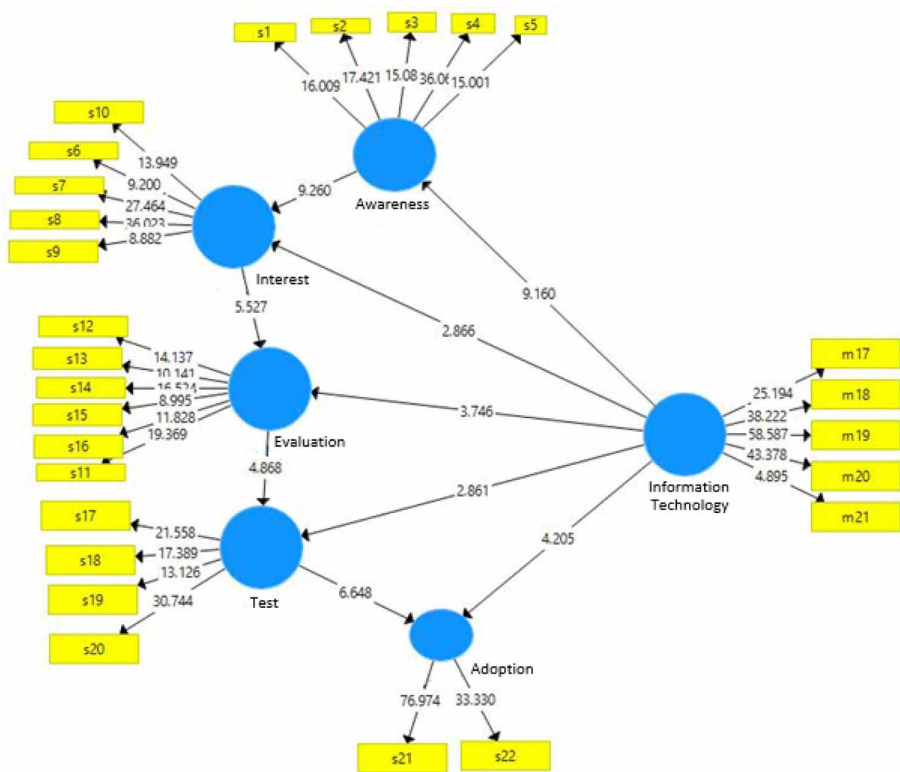 s1
s2
s3
s4
s5
16.009
17.421
15.08
36.06
15.001
s10
s6
s7
s8
s9
13.949
9.200
27.464
36.023
8.882
9.260
Awareness
Interest
9.160
5.527
2.866
s12
s13
s14
s15
s16
s11
14.137
10.141
16.524
8.995
11.828
19.369
3.746
Evaluation
m17
m18
m19
m20
m21
25.194
38.222
58.587
43.378
4.895
Information
Technology
4.868
2.861
s17
s18
s19
s20
21.558
17.389
13.126
30.744
Test
4.205
6.648
Adoption
76.974
33.330
s21
s22